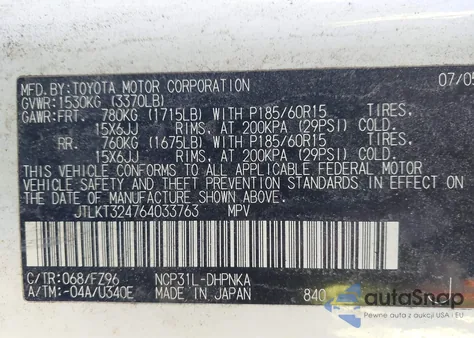 MFD.BY:TOYOTA MOTOR CORPORATION 07/05
GVWR:1530KG (3370LB)
GAWR:FRT. 780KG (1715LB) WITH P185/60R15 TIRES,
15X6JJ RIMS, AT 200KPA (29PSI) COLD.
RR. 760KG (1675LB) WITH P185/60R15 TIRES,
15X6JJ RIMS, AT 200KPA (29PSI) COLD.
THIS VEHICLE CONFORMS TO ALL APPLICABLE FEDERAL MOTOR
VEHICLE SAFETY AND THEFT PREVENTION STANDARDS IN EFFECT ON
THE DATE OF MANUFACTURE SHOWN ABOVE.
JTLKT324764033763 MPV
C/TR:068/FZ96 NCP31L-DHPNKA
A/TM:-04A/U340E MADE IN JAPAN 840
autoSnap
Pewne auto z USA i EU